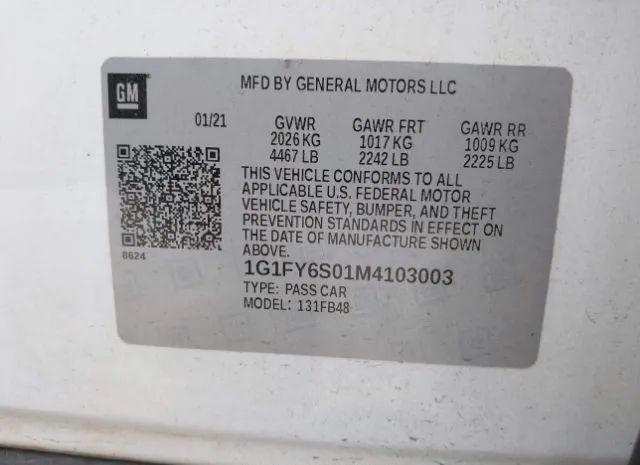 GM
MFD BY GENERAL MOTORS LLC
01/21 GVWR GAWR FRT GAWR RR
2026 KG 1017 KG 1009 KG
4467 LB 2242 LB 2225 LB
THIS VEHICLE CONFORMS TO ALL
APPLICABLE U.S. FEDERAL MOTOR
VEHICLE SAFETY, BUMPER, AND THEFT
PREVENTION STANDARDS IN EFFECT ON
THE DATE OF MANUFACTURE SHOWN
ABOVE.
8624
1G1FY6S01M4103003
TYPE: PASS CAR
MODEL: 131FB48